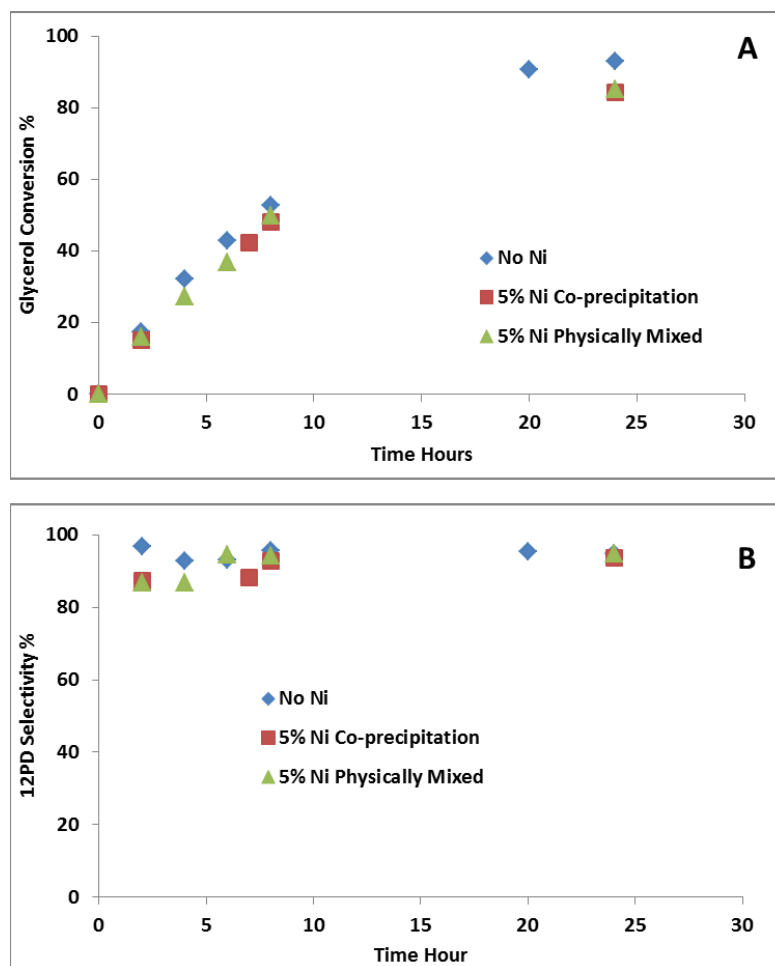 A
100
80
60
40
20
0
Glycerol Conversion %
No Ni
5% Ni Co-precipitation
5% Ni Physically Mixed
0 5 10 15 20 25 30
Time Hours
B
100
80
60
40
20
0
12PD Selectivity %
No Ni
5% Ni Co-precipitation
5% Ni Physically Mixed
0 5 10 15 20 25 30
Time Hour